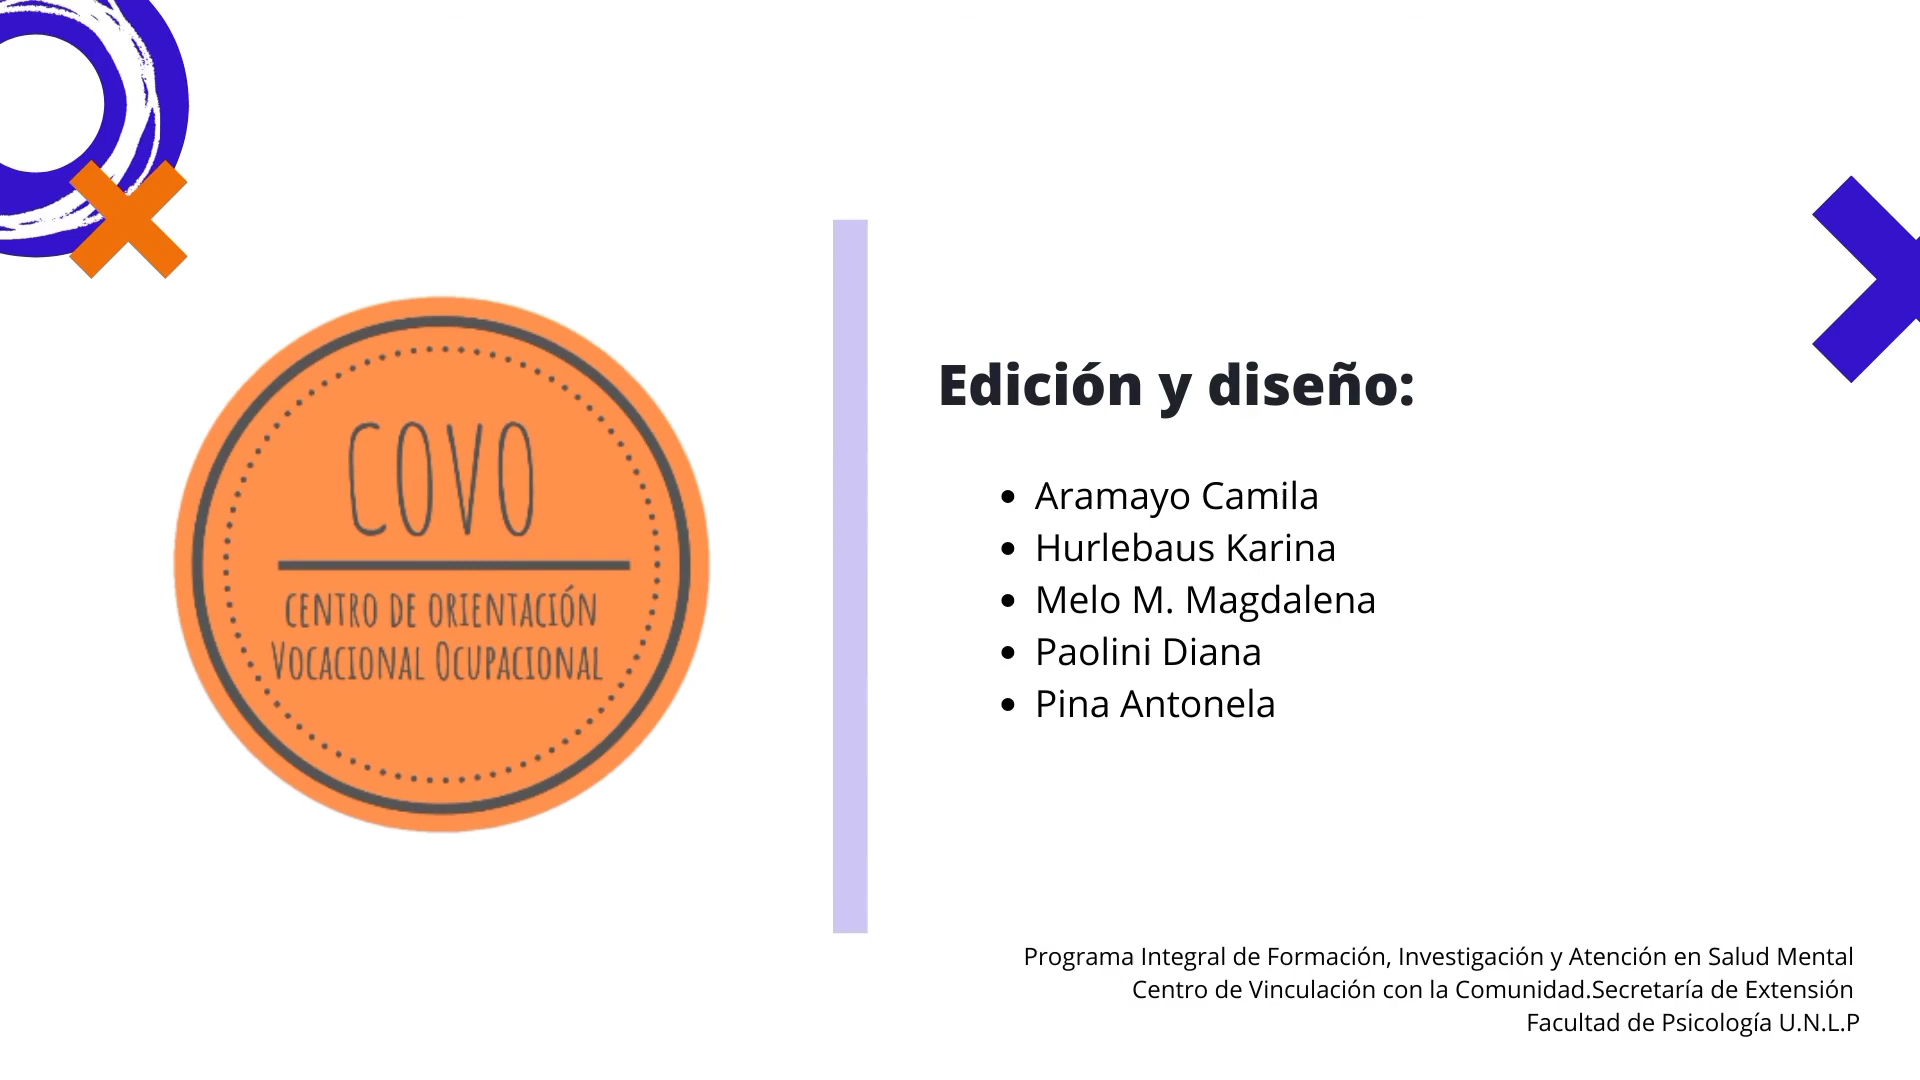 COVO
CENTRO DE ORIENTACIÓN
VOCACIONAL OCUPACIONAL
Edición y diseño:
• Aramayo Camila
• Hurlebaus Karina
• Melo M. Magdalena
• Paolini Diana
• Pina Antonela
Programa Integral de Formación, Investigación y Atención en Salud Mental
Centro de Vinculación con la Comunidad.Secretaría de Extensión
Facultad de Psicología U.N.L.P